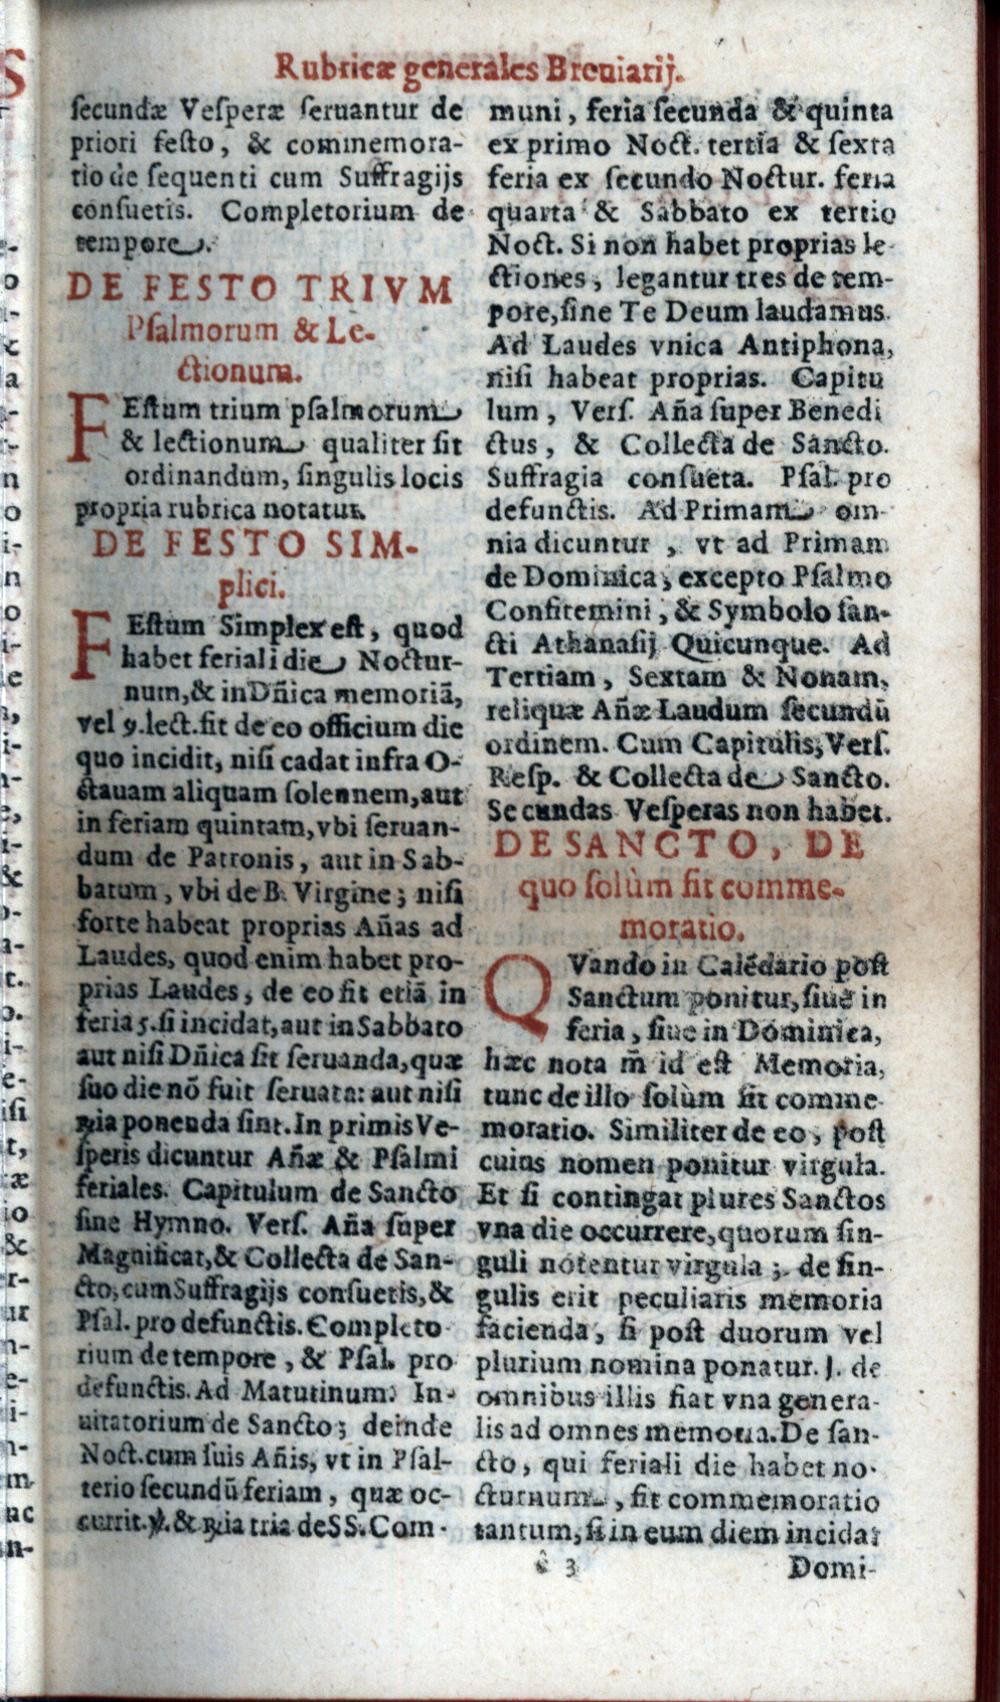 Rubricæ generales Breuiarij.
secundæ Vesperæ seruantur de
priori festo, & commemora-
tio de sequenti cum Suffragijs
consuetis. Completorium de
tempore.
DE FESTO TRIVM
Psalmorum & Le-
ctionum.
FEstum trium psalmorum
& lectionum qualiter sit
ordinandum, singulis locis
propria rubrica notatur.
DE FESTO SIM-
plici.
FEstum Simplex est, quod
habet feriali die Noctur-
num, & in Dñica memoriã,
vel 9. lect. fit de eo officium die
quo incidit, nisi cadat infra O-
ctauam aliquam solennem, aut
in feriam quintam, vbi seruan-
dum de Patronis, aut in Sab-
batum, vbi de B. Virgine; nisi
forte habeat proprias Añas ad
Laudes, quod enim habet pro-
prias Laudes, de eo fit etiã in
feria 5. si incidat, aut in Sabbato
aut nisi Dñica sit seruanda, quæ
suo die nõ fuit seruata: aut nisi
℞ia ponenda sint. In primis Ve-
speris dicuntur Añæ & Psalmi
feriales. Capitulum de Sancto
sine Hymno. Vers. Aña super
Magnificat, & Collecta de San-
cto, cum Suffragijs consuetis, &
Psal. pro defunctis. Completo-
rium de tempore, & Psal. pro
defunctis. Ad Matutinum: In-
uitatorium de Sancto; deinde
Noct. cum suis Añis, vt in Psal-
terio secundũ feriam, quæ oc-
currit. ℣. & ℞ia tria de SS. Com-
muni, feria secunda & quinta
ex primo Noct. tertia & sexta
feria ex secundo Noctur. feria
quarta & Sabbato ex tertio
Noct. Si non habet proprias le-
ctiones, legantur tres de tem-
pore, sine Te Deum laudamus.
Ad Laudes vnica Antiphona,
nisi habeat proprias. Capitu
lum, Vers. Aña super Benedi
ctus, & Collecta de Sancto.
Suffragia consueta. Psal. pro
defunctis. Ad Primam om-
nia dicuntur, vt ad Primam
de Dominica, excepto Psalmo
Confitemini, & Symbolo san-
cti Athanasij Quicunque. Ad
Tertiam, Sextam & Nonam,
reliquæ Añæ Laudum secundũ
ordinem. Cum Capitulis, Vers.
Resp. & Collecta de Sancto.
Secundas Vesperas non habet.
DE SANCTO, DE
quo solùm fit comme-
moratio.
QVando in Calẽdario post
Sanctum ponitur, siue in
feria, siue in Dominica,
hæc nota m̃ id est Memoria,
tunc de illo solùm fit comme-
moratio. Similiter de eo, post
cuius nomen ponitur virgula.
Et si contingat plures Sanctos
vna die occurrere, quorum sin-
guli notentur virgula; de sin-
gulis erit peculiaris memoria
facienda, si post duorum vel
plurium nomina ponatur. J. de
omnibus illis fiat vna genera-
lis ad omnes memoria. De san-
cto, qui feriali die habet no-
cturnum, fit commemoratio
tantum, si in eum diem incidat
ê 3 Domi-